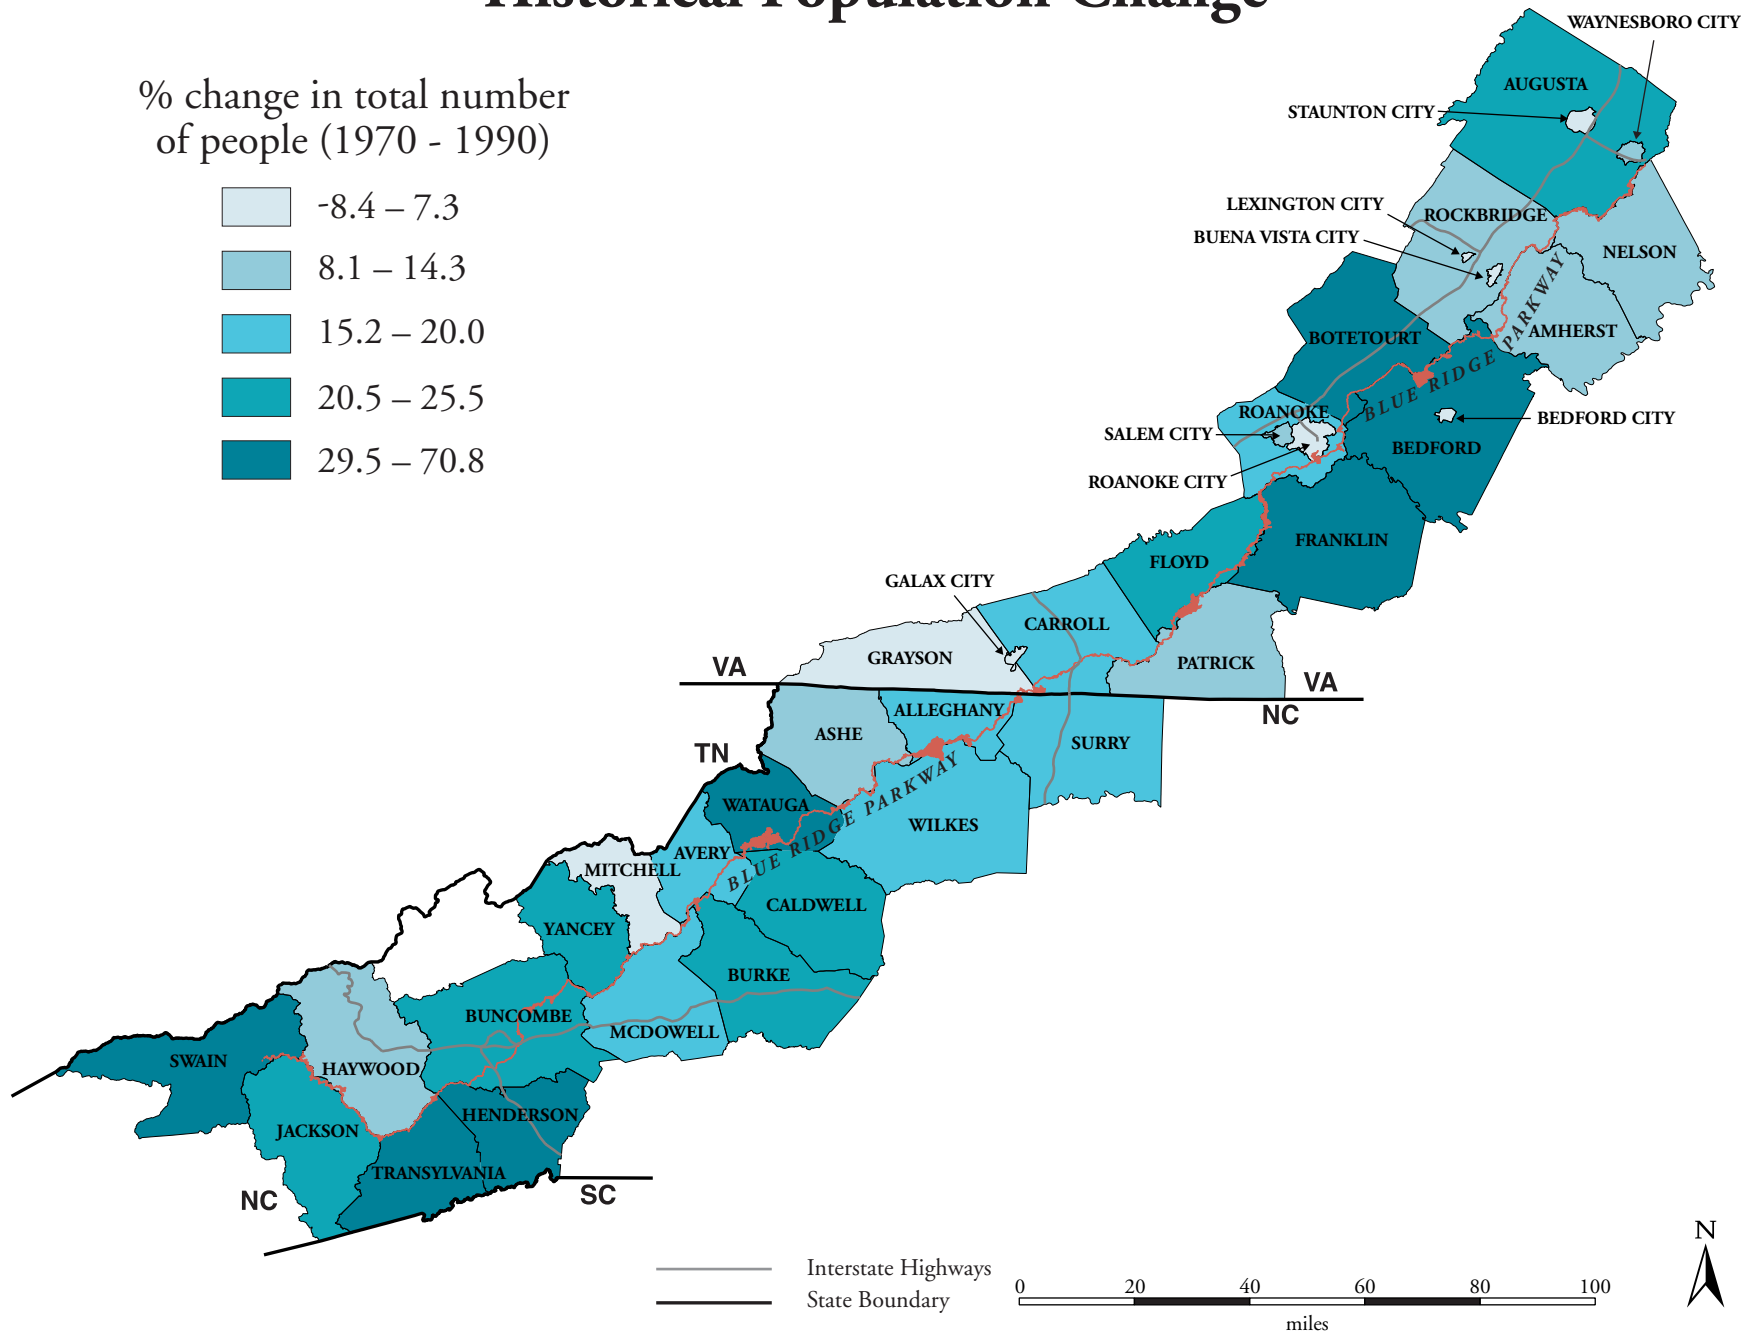 Historical Population Change
% change in total number
of people (1970 - 1990)
-8.4 – 7.3
8.1 – 14.3
15.2 – 20.0
20.5 – 25.5
29.5 – 70.8
WAYNESBORO CITY
AUGUSTA
STAUNTON CITY
LEXINGTON CITY
ROCKBRIDGE
BUENA VISTA CITY
NELSON
BOTETOURT
AMHERST
BLUE RIDGE PARKWAY
ROANOKE
BEDFORD CITY
SALEM CITY
BEDFORD
ROANOKE CITY
FRANKLIN
FLOYD
GALAX CITY
CARROLL
GRAYSON
PATRICK
VA
VA
NC
ALLEGHANY
ASHE
SURRY
TN
WATAUGA
BLUE RIDGE PARKWAY
WILKES
AVERY
MITCHELL
CALDWELL
YANCEY
BURKE
BUNCOMBE
MCDOWELL
SWAIN
HAYWOOD
HENDERSON
JACKSON
TRANSYLVANIA
NC
SC
N
Interstate Highways
State Boundary
0 20 40 60 80 100
miles